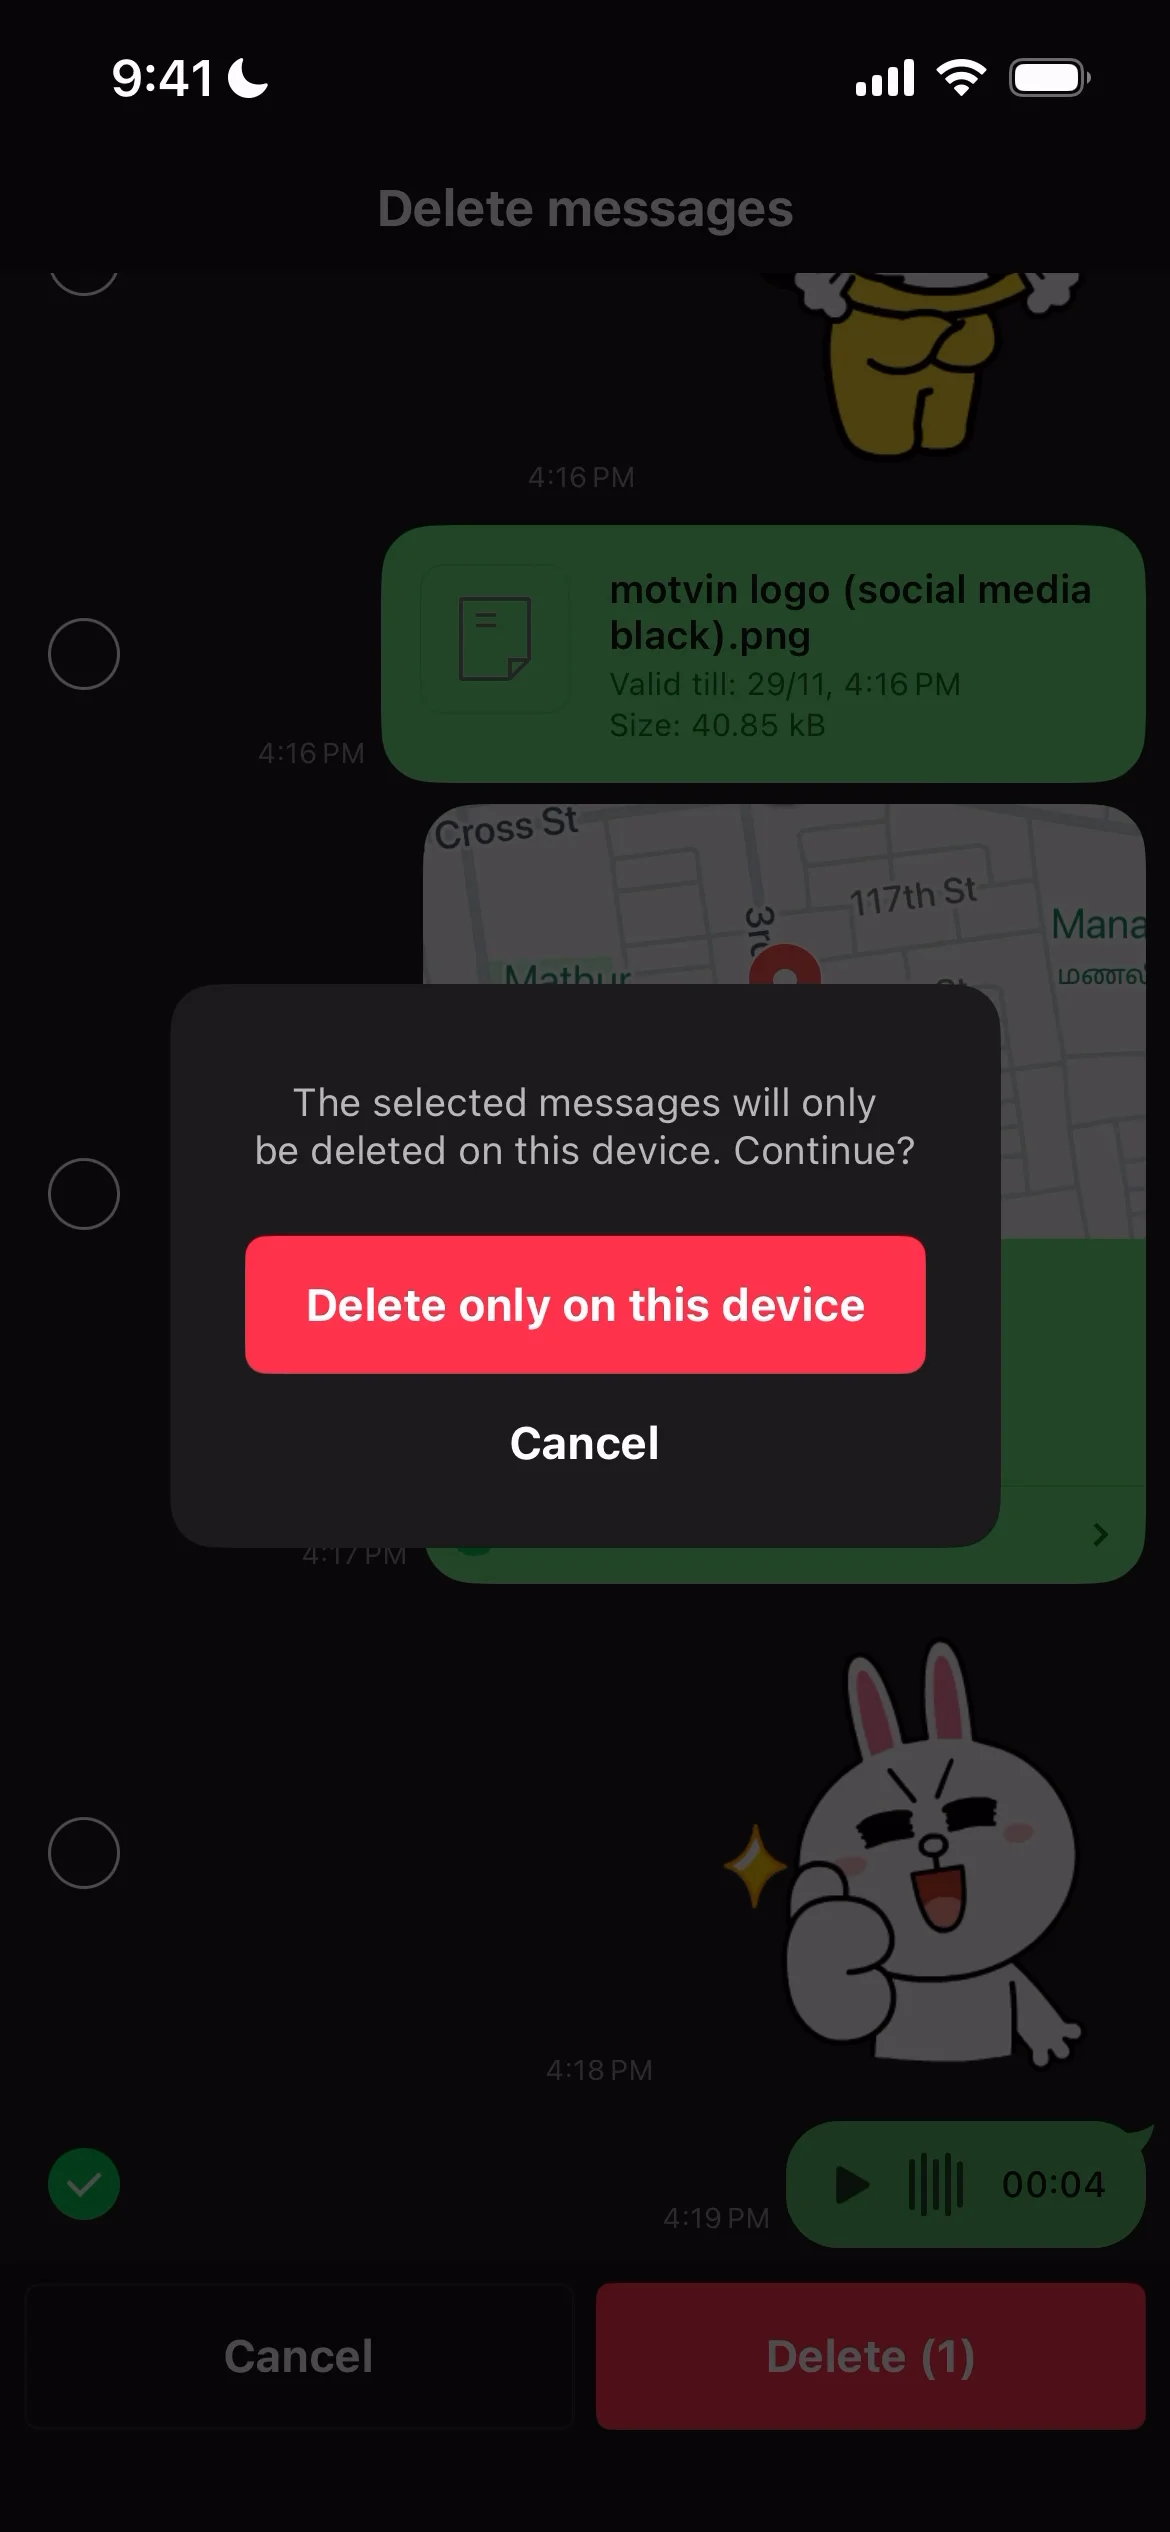 9:41
Delete messages
4:16 PM
motvin logo (social media
black).png
Valid till: 29/11, 4:16 PM
Size: 40.85 kB
4:16 PM
Cross St
117th St
Mathur
The selected messages will only
be deleted on this device. Continue?
Delete only on this device
Cancel
4:17 PM
4:18 PM
00:04
4:19 PM
Cancel
Delete (1)